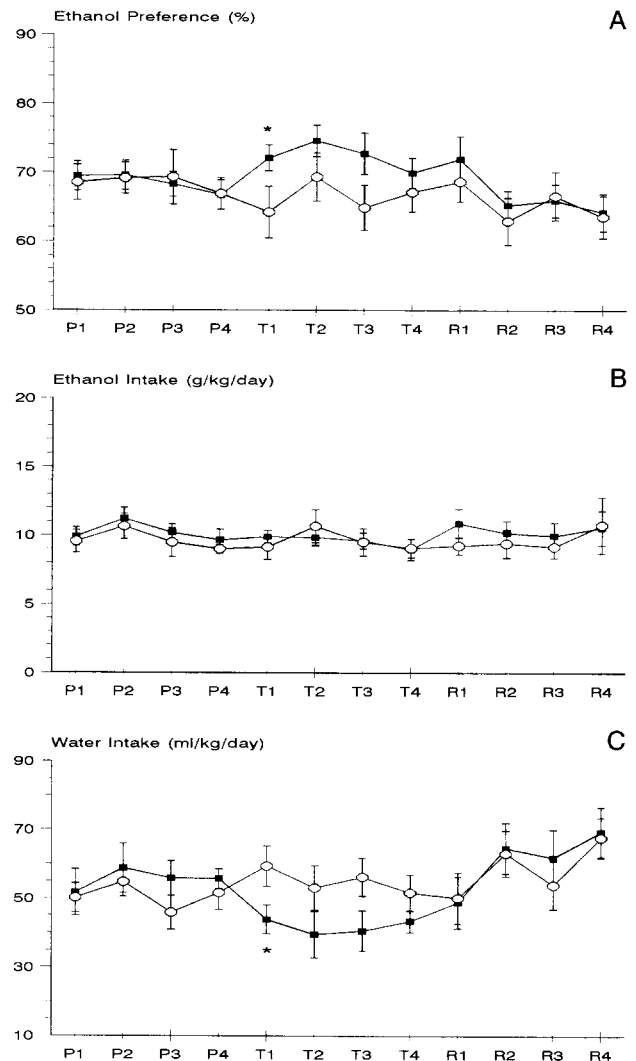 Ethanol Preference (%)
A
90
80
70
60
50
*
P1 P2 P3 P4 T1 T2 T3 T4 R1 R2 R3 R4
Ethanol Intake (g/kg/day)
B
20
15
10
5
0
P1 P2 P3 P4 T1 T2 T3 T4 R1 R2 R3 R4
Water Intake (ml/kg/day)
C
90
70
50
30
10
*
P1 P2 P3 P4 T1 T2 T3 T4 R1 R2 R3 R4